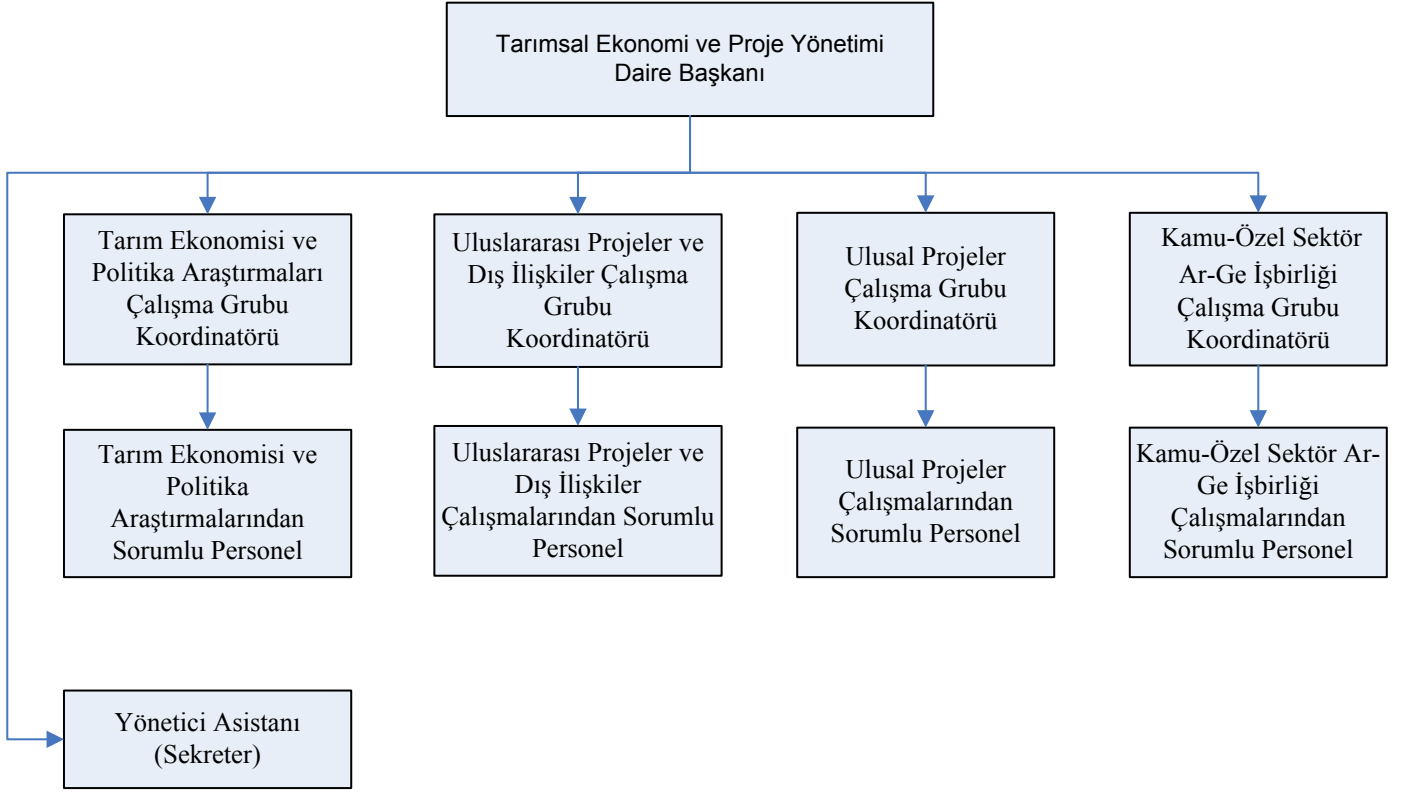 Tarımsal Ekonomi ve Proje Yönetimi
Daire Başkanı
Tarım Ekonomisi ve
Politika Araştırmaları
Çalışma Grubu
Koordinatörü
Uluslararası Projeler ve
Dış İlişkiler Çalışma
Grubu
Koordinatörü
Ulusal Projeler
Çalışma Grubu
Koordinatörü
Kamu-Özel Sektör
Ar-Ge İşbirliği
Çalışma Grubu
Koordinatörü
Tarım Ekonomisi ve
Politika
Araştırmalarından
Sorumlu Personel
Uluslararası Projeler ve
Dış İlişkiler
Çalışmalarından Sorumlu
Personel
Ulusal Projeler
Çalışmalarından
Sorumlu Personel
Kamu-Özel Sektör Ar-
Ge İşbirliği
Çalışmalarından
Sorumlu Personel
Yönetici Asistanı
(Sekreter)